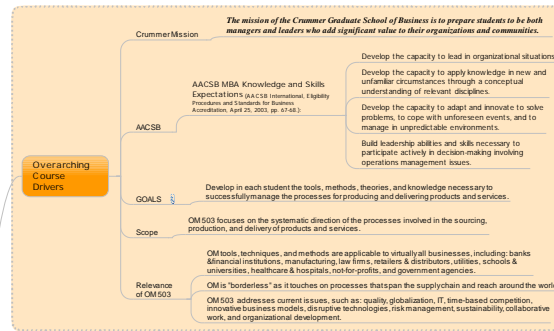 The mission of the Crummer Graduate School of Business is to prepare students to be both
managers and leaders who add significant value to their organizations and communities.
Crummer Mission
Develop the capacity to lead in organizational situations
Develop the capacity to apply knowledge in new and
unfamiliar circumstances through a conceptual
understanding of relevant disciplines.
AACSB MBA Knowledge and Skills
Expectations (AACSB International, Eligibility
Procedures and Standards for Business
Accreditation, April 25, 2003, pp. 67-68.):
Develop the capacity to adapt and innovate to solve
problems, to cope with unforeseen events, and to
manage in unpredictable environments.
AACSB
Build leadership abilities and skills necessary to
participate actively in decision-making involving
operations management issues.
Overarching
Course
Drivers
GOALS
Develop in each student the tools, methods, theories, and knowledge necessary to
successfully manage the processes for producing and delivering products and services.
Scope
OM 503 focuses on the systematic direction of the processes involved in the sourcing,
production, and delivery of products and services.
Relevance
of OM 503
OM tools, techniques, and methods are applicable to virtually all businesses, including: banks
&financial institutions, manufacturing, law firms, retailers & distributors, utilities, schools &
universities, healthcare & hospitals, not-for-profits, and government agencies.
OM is "borderless" as it touches on processes that span the supply chain and reach around the world
OM 503 addresses current issues, such as: quality, globalization, IT, time-based competition,
innovative business models, disruptive technologies, risk management, sustainability, collaborative
work, and organizational development.